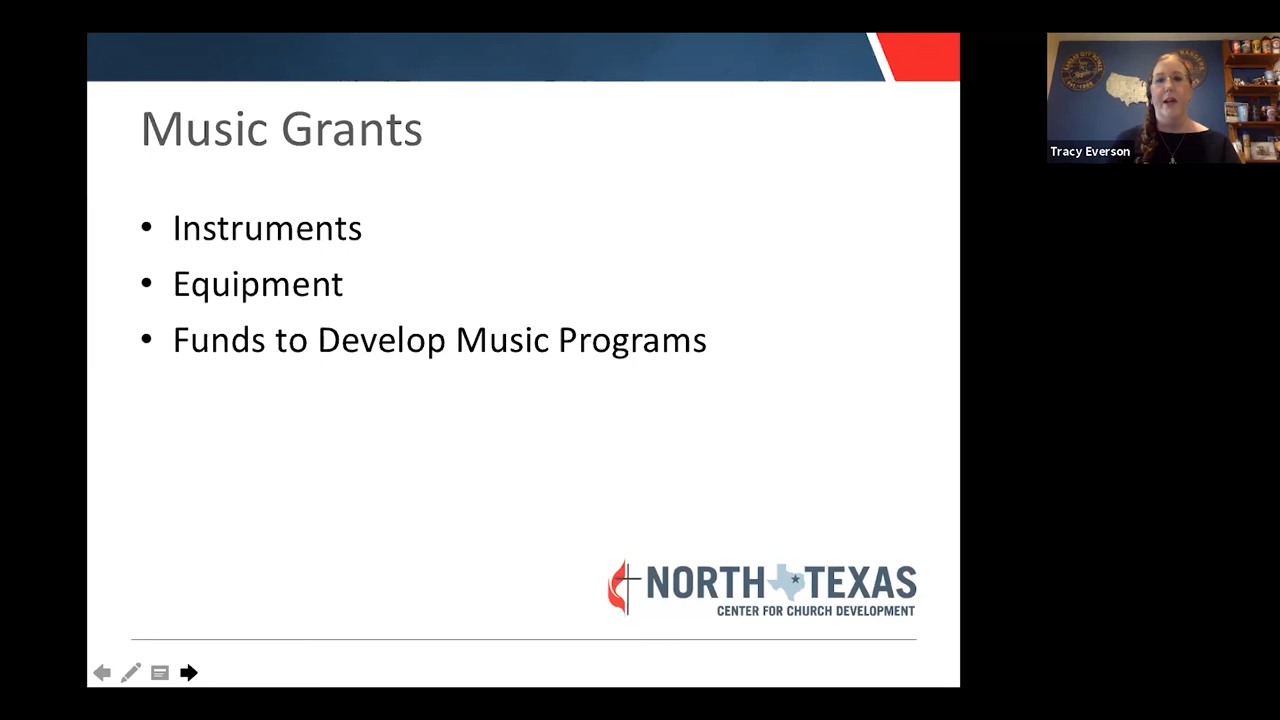 Music Grants
• Instruments
• Equipment
• Funds to Develop Music Programs
NORTH TEXAS
CENTER FOR CHURCH DEVELOPMENT
Tracy Everson